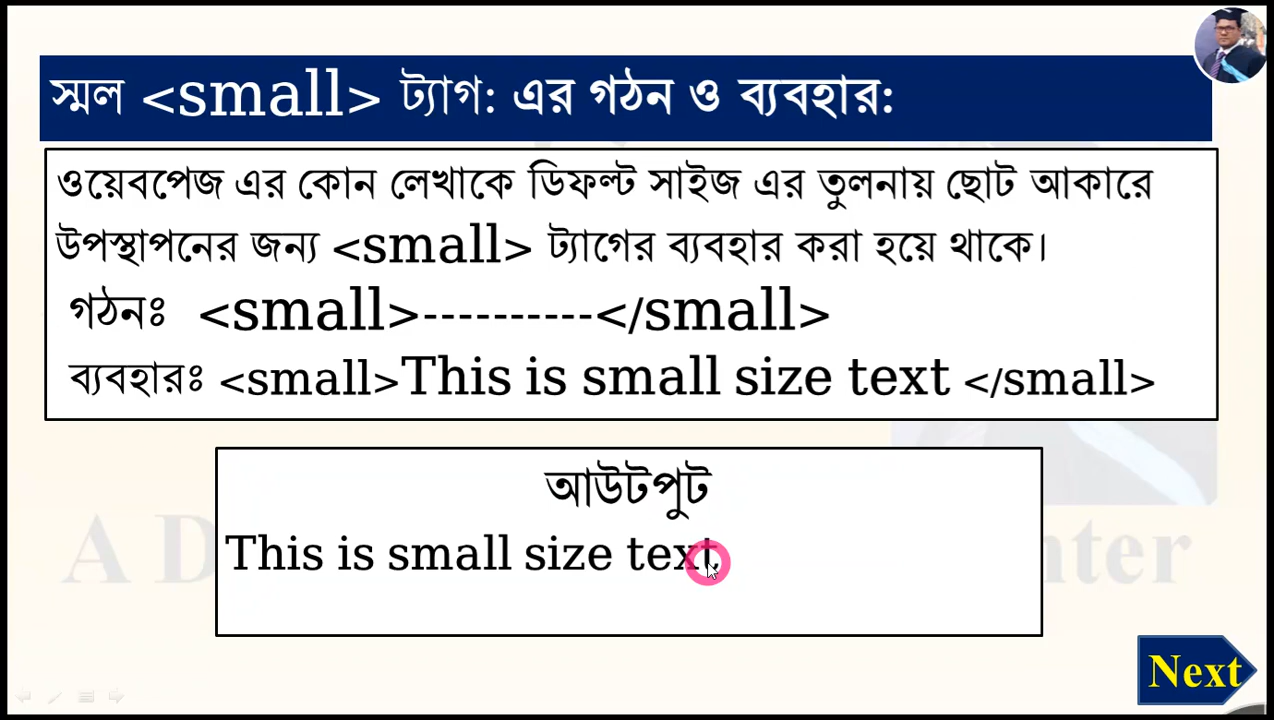 স্মল <small> ট্যাগ: এর গঠন ও ব্যবহার:
ওয়েবপেজ এর কোন লেখাকে ডিফল্ট সাইজ এর তুলনায় ছোট আকারে
উপস্থাপনের জন্য <small> ট্যাগের ব্যবহার করা হয়ে থাকে।
গঠনঃ <small>----------</small>
ব্যবহারঃ <small>This is small size text </small>
আউটপুট
This is small size text
A D
nter
Next